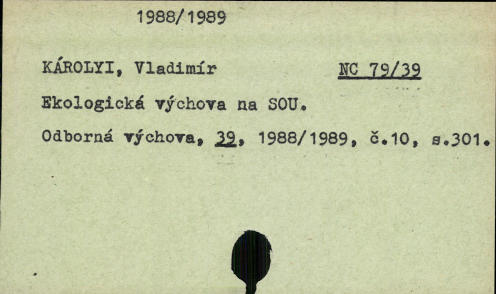 1988/1989
KÁROLYI, Vladimír NC 79/39
Ekologická výchova na SOU.
Odborná výchova, 39, 1988/1989, č.10, s.301.